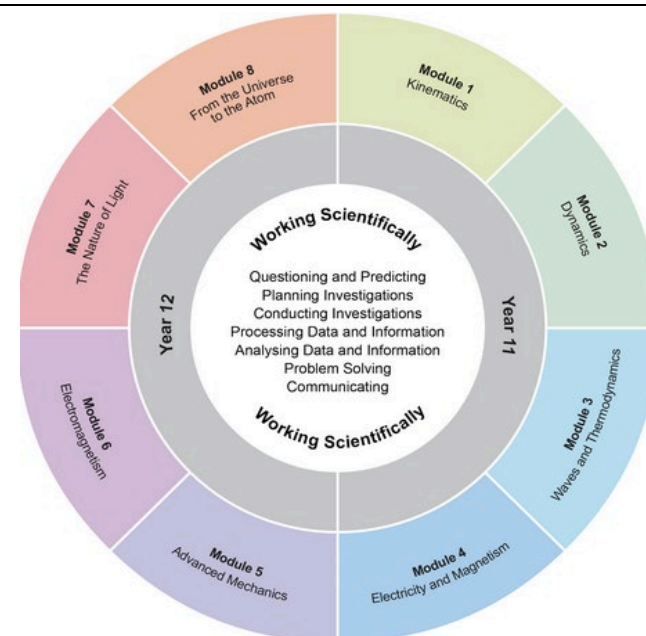 Module 1
Kinematics
Module 2
Dynamics
Module 3
Waves and Thermodynamics
Module 4
Electricity and Magnetism
Module 5
Advanced Mechanics
Module 6
Electromagnetism
Module 7
The Nature of Light
Module 8
From the Universe
to the Atom
Year 11
Year 12
Working Scientifically
Questioning and Predicting
Planning Investigations
Conducting Investigations
Processing Data and Information
Analysing Data and Information
Problem Solving
Communicating
Working Scientifically